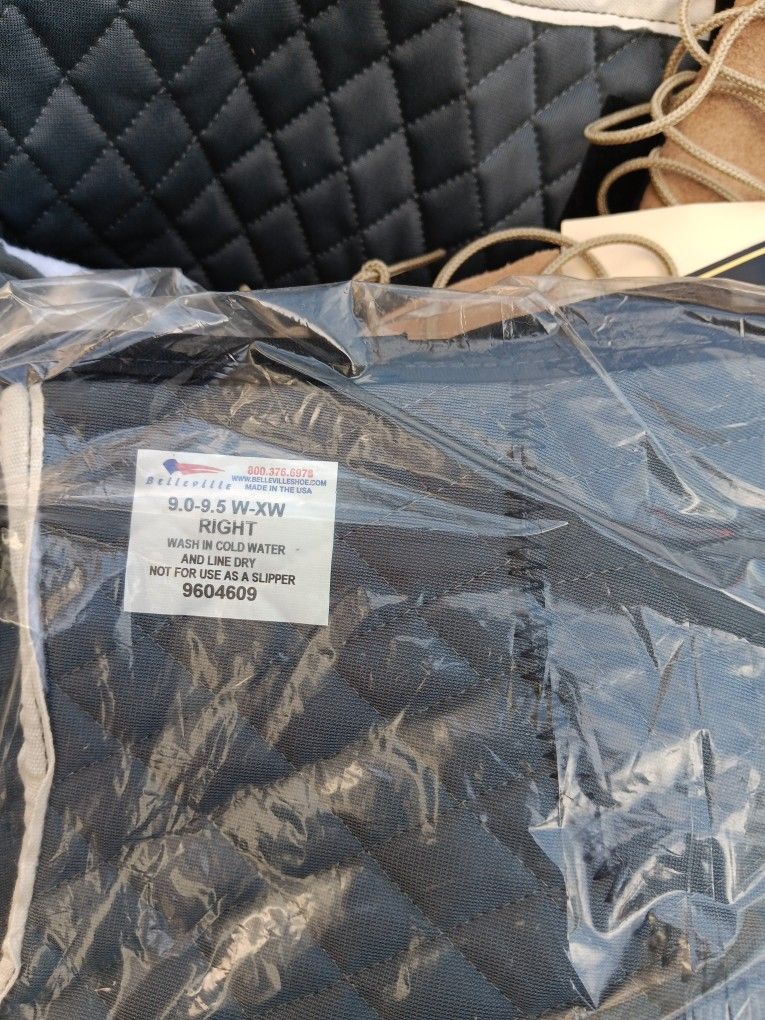 Belleville
800.376.6978
WWW.BELLEVILLESHOE.COM
MADE IN THE USA
9.0-9.5 W-XW
RIGHT
WASH IN COLD WATER
AND LINE DRY
NOT FOR USE AS A SLIPPER
9604609